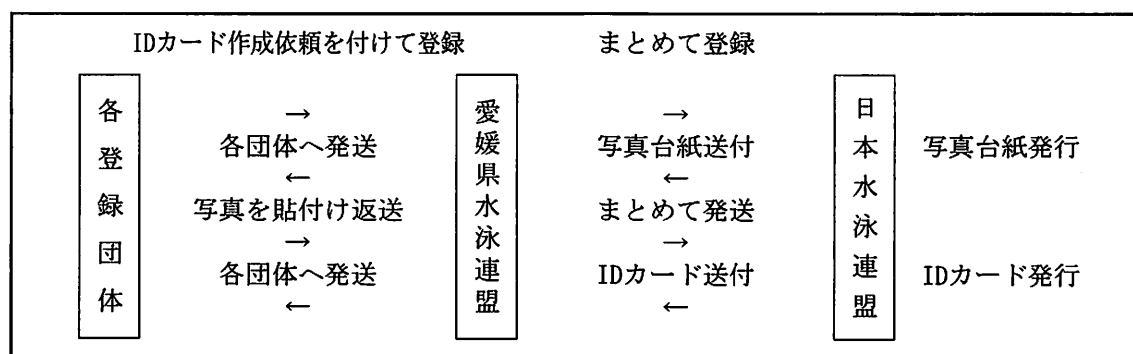 IDカード作成依頼を付けて登録 まとめて登録
各登録団体
愛媛県水泳連盟
日本水泳連盟
→ →
各団体へ発送 写真台紙送付 写真台紙発行
← ←
写真を貼付け返送 まとめて発送
→ →
各団体へ発送 IDカード送付 IDカード発行
← ←